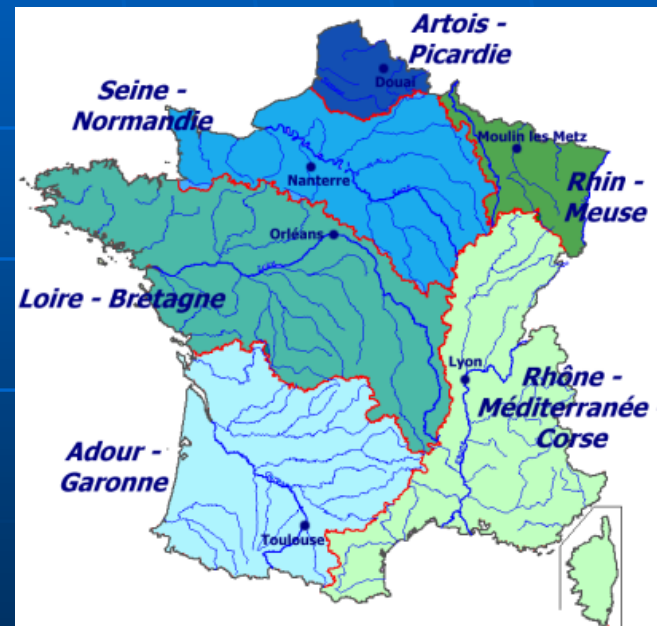 Artois -
Picardie
Douai
Seine -
Normandie
Moulin les Metz
Nanterre
Rhin -
Meuse
Orléans
Loire - Bretagne
Lyon
Rhône -
Méditerranée
Corse
Adour -
Garonne
Toulouse